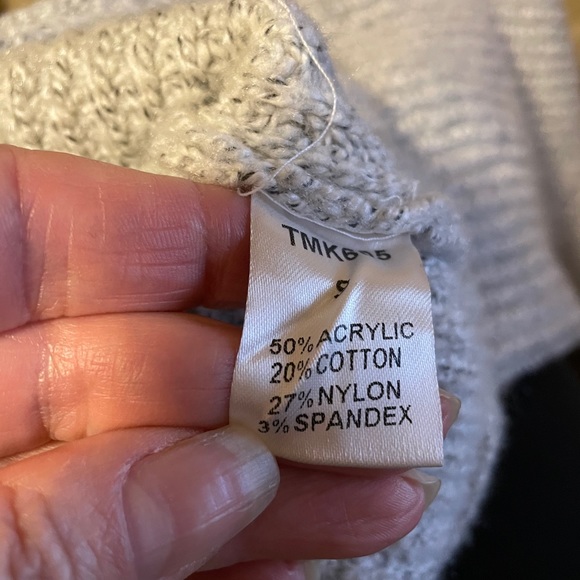 50% ACRYLIC
20% COTTON
27% NYLON
3% SPANDEX